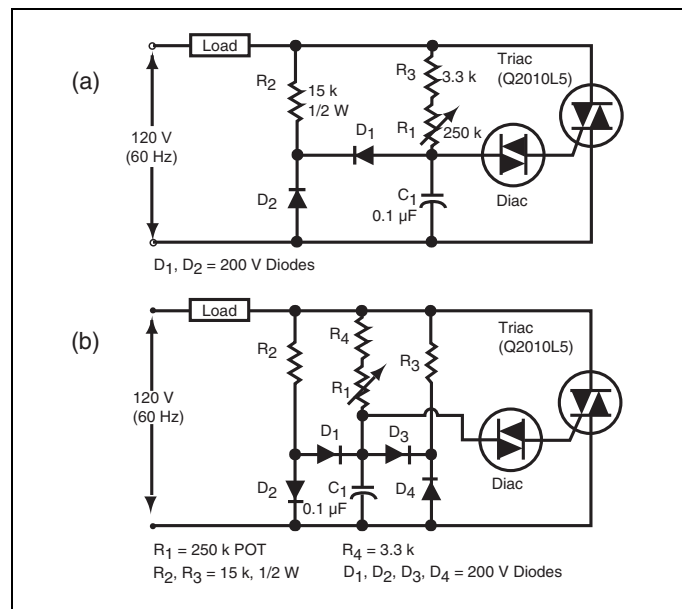 (a)
Load
R2
15 k
1/2 W
R3
3.3 k
Triac
(Q2010L5)
120 V
(60 Hz)
D1
R1
250 k
D2
C1
0.1 µF
Diac
D1, D2 = 200 V Diodes
(b)
Load
R2
R4
R3
Triac
(Q2010L5)
120 V
(60 Hz)
R1
D1
D3
D2
C1
0.1 µF
D4
Diac
R1 = 250 k POT
R4 = 3.3 k
R2, R3 = 15 k, 1/2 W
D1, D2, D3, D4 = 200 V Diodes